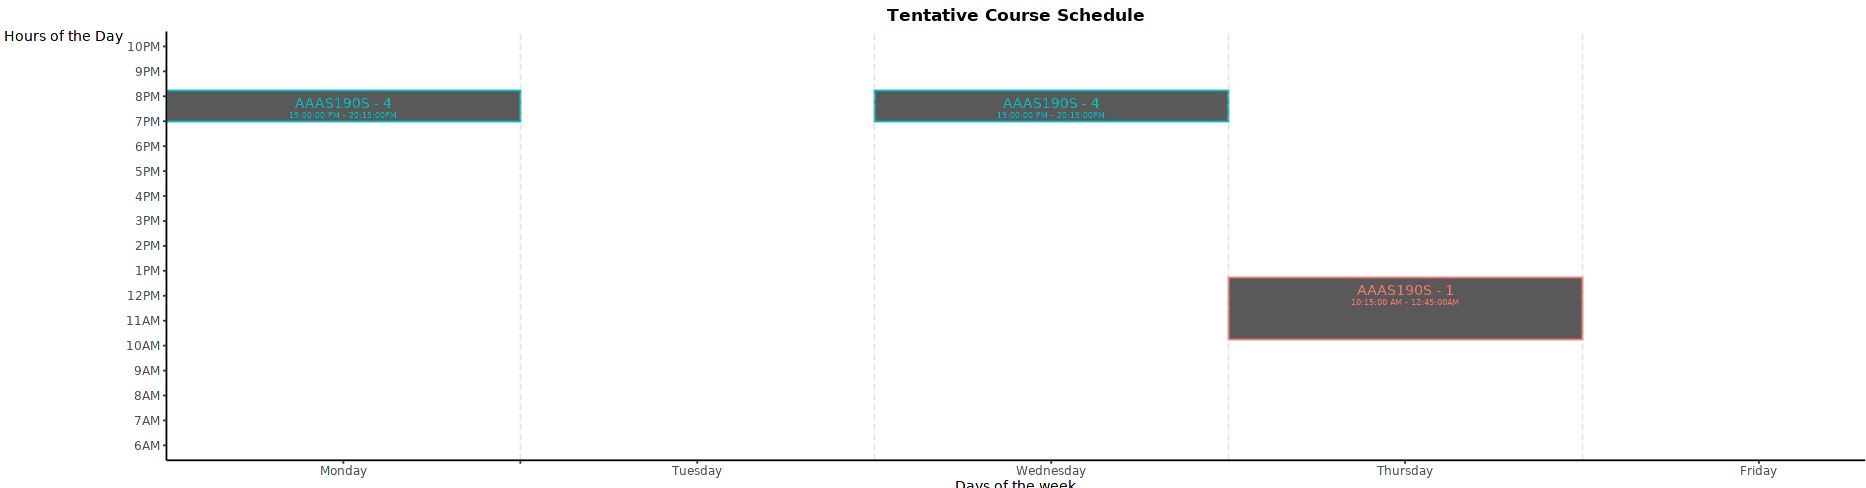 Tentative Course Schedule
Hours of the Day
10PM
9PM
8PM
7PM
6PM
5PM
4PM
3PM
2PM
1PM
12PM
11AM
10AM
9AM
8AM
7AM
6AM
AAAS190S - 4
19:00:00 PM - 20:15:00PM
AAAS190S - 4
19:00:00 PM - 20:15:00PM
AAAS190S - 1
10:15:00 AM - 12:45:00AM
Monday
Tuesday
Wednesday
Thursday
Friday
Days of the week